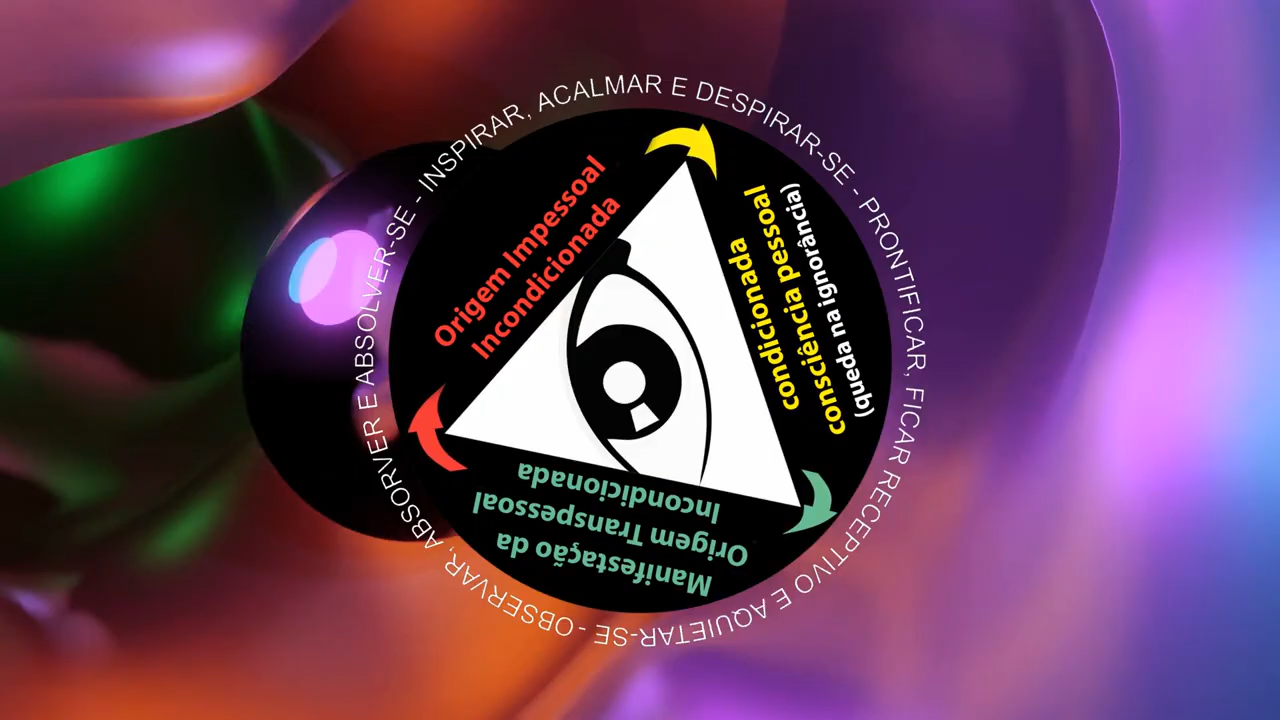 INSPIRAR, ACALMAR E DESPIRAR-SE - PRONTIFICAR, FICAR RECEPTIVO E AQUIETAR-SE - OBSERVAR, ABSORVER E ABSOLVER-SE -
Origem Impessoal
Incondicionada
(queda na ignorância)
consciência pessoal
condicionada
Manifestação da
Origem Transpessoal
Incondicionada